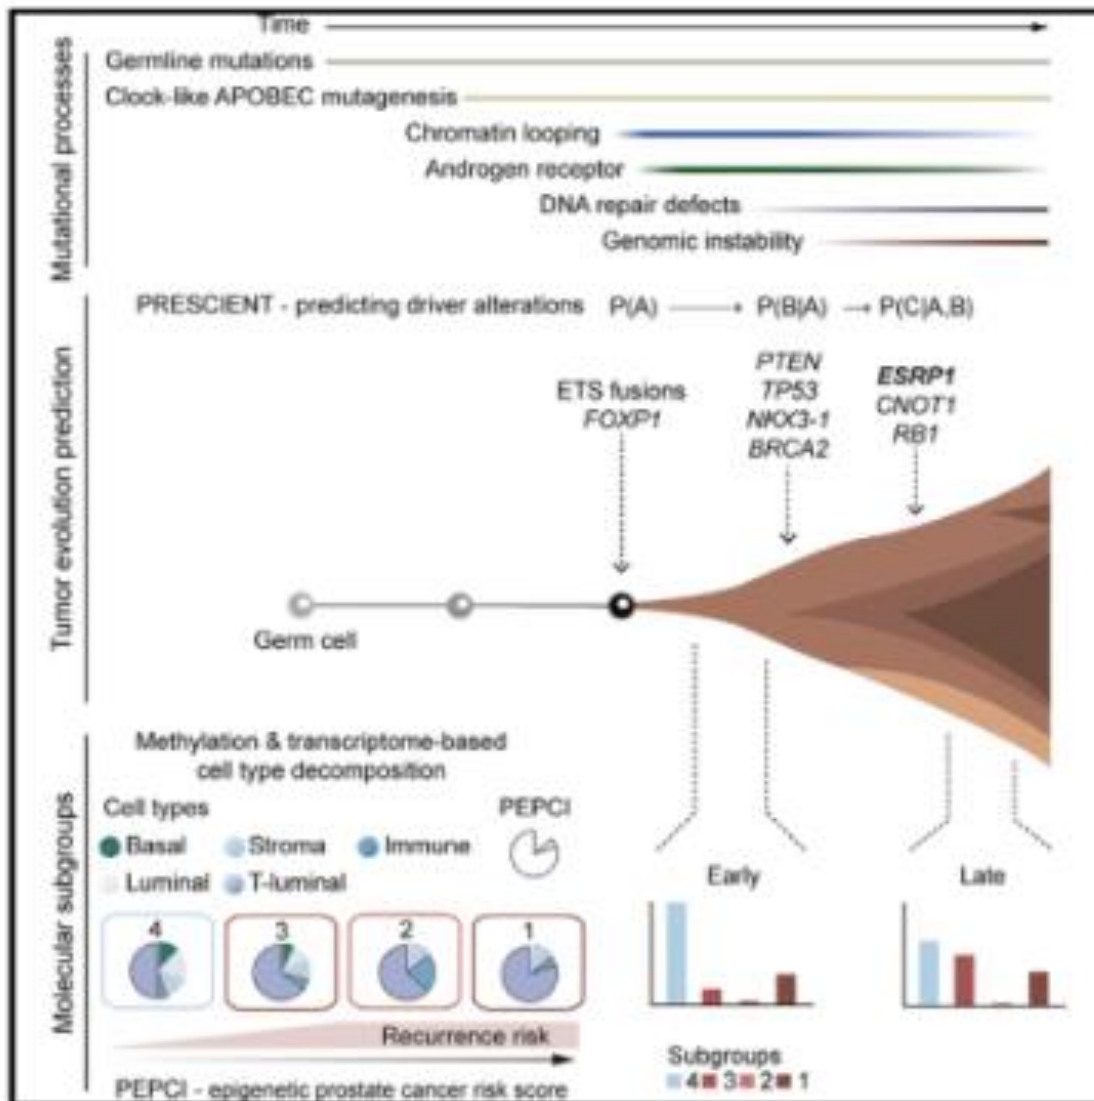 Time
Mutational processes
Germline mutations
Clock-like APOBEC mutagenesis
Chromatin looping
Androgen receptor
DNA repair defects
Genomic instability
Tumor evolution prediction
PRESCIENT - predicting driver alterations P(A) → P(B|A) → P(C|A,B)
ETS fusions
FOXP1
PTEN
TP53
NKX3-1
BRCA2
ESRP1
CNOT1
RB1
Germ cell
Molecular subgroups
Methylation & transcriptome-based
cell type decomposition
Cell types
PEPCI
Basal Stroma Immune
Luminal T-luminal
4 3 2 1
Recurrence risk
PEPCI - epigenetic prostate cancer risk score
Early
Late
Subgroups
4 3 2 1